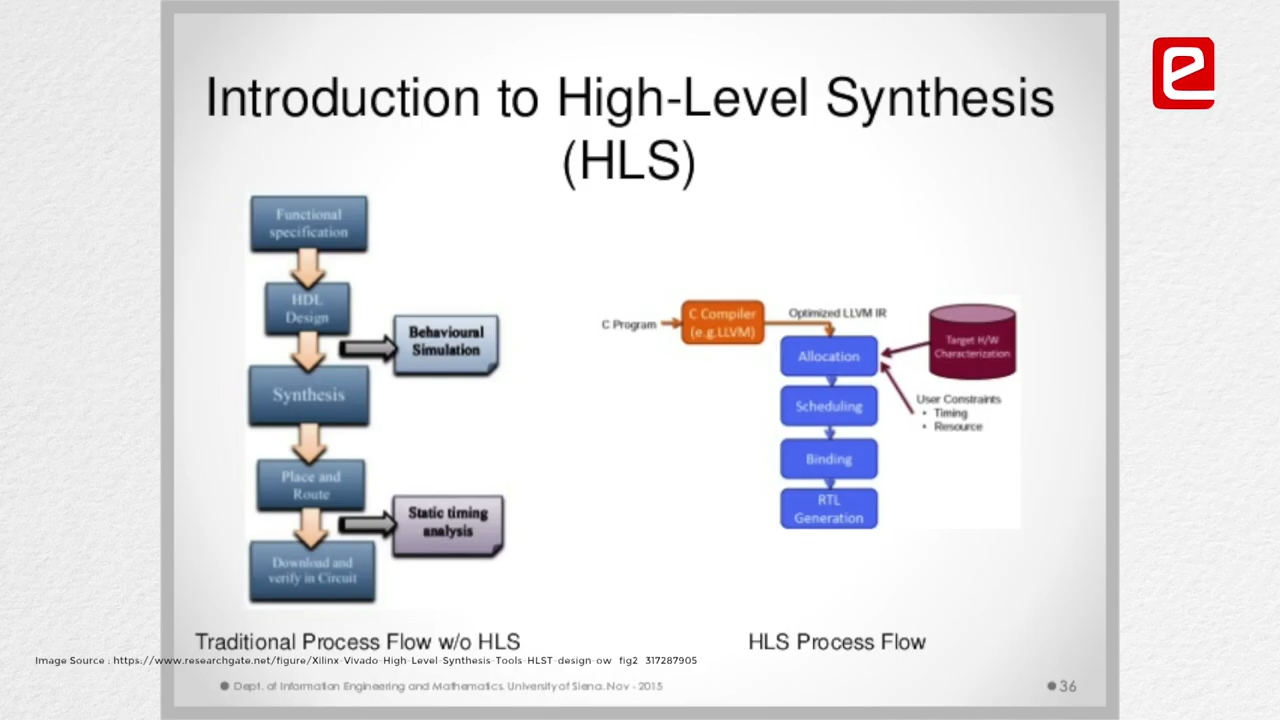 Introduction to High-Level Synthesis
(HLS)
Functional
specification
HDL
Design
Behavioural
Simulation
Synthesis
Place and
Route
Static timing
analysis
Download and
verify in Circuit
Traditional Process Flow w/o HLS
C Program
C Compiler
(e.g.LLVM)
Optimized LLVM IR
Target H/W
Characterization
Allocation
User Constraints
• Timing
• Resource
Scheduling
Binding
RTL
Generation
HLS Process Flow
Image Source : https://www.researchgate.net/figure/Xilinx-Vivado-High-Level-Synthesis-Tools-HLST-design-ow_fig2_317287905
Dept. of Information Engineering and Mathematics. University of Siena. Nov - 2015
36
e